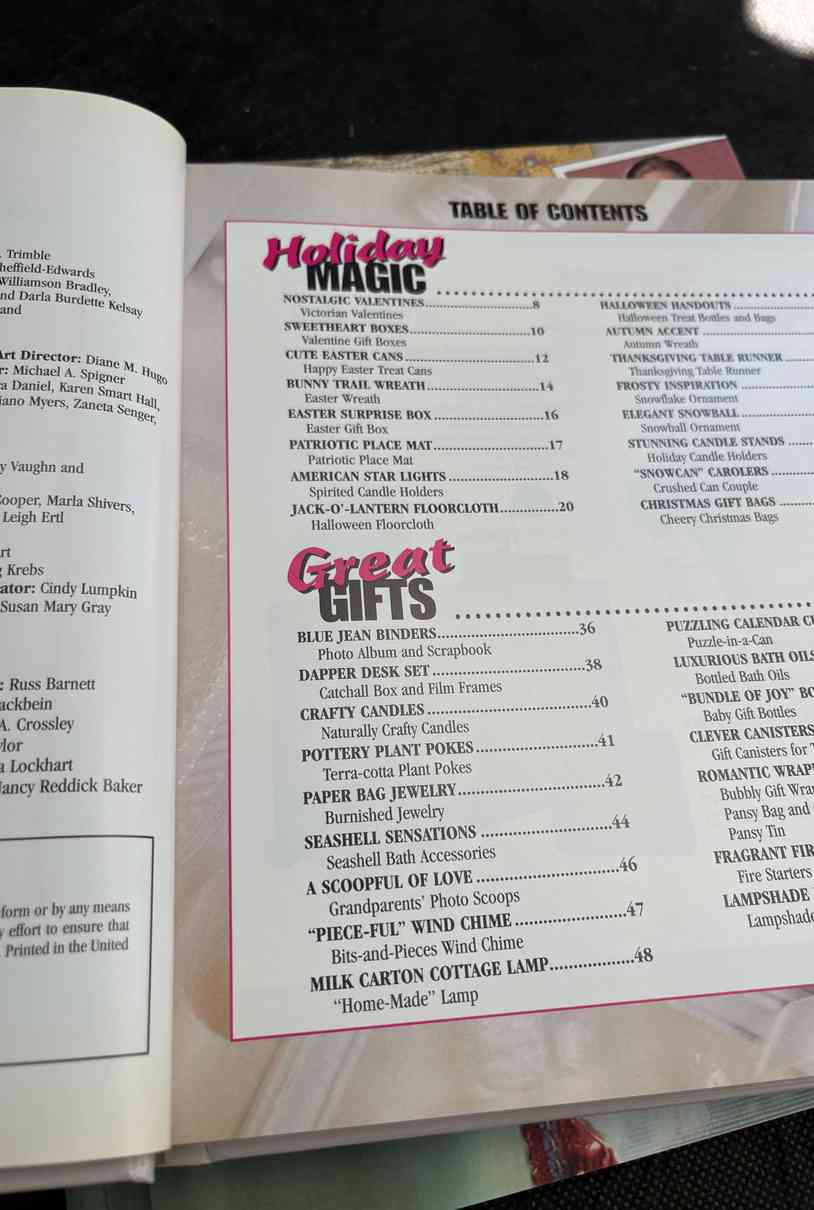 Trimble
heffield-Edwards
Williamson Bradley,
nd Darla Burdette Kelsay
and
Art Director: Diane M. Hugo
r: Michael A. Spigner
a Daniel, Karen Smart Hall,
iano Myers, Zaneta Senger,
y Vaughn and
Cooper, Marla Shivers,
Leigh Ertl
rt
g Krebs
ator: Cindy Lumpkin
Susan Mary Gray
: Russ Barnett
ackbein
A. Crossley
ylor
a Lockhart
Nancy Reddick Baker
form or by any means
y effort to ensure that
. Printed in the United
TABLE OF CONTENTS
Holiday
MAGIC
NOSTALGIC VALENTINES..............................8
Victorian Valentines
SWEETHEART BOXES..............................10
Valentine Gift Boxes
CUTE EASTER CANS ..............................12
Happy Easter Treat Cans
BUNNY TRAIL WREATH..............................14
Easter Wreath
EASTER SURPRISE BOX ..............................16
Easter Gift Box
PATRIOTIC PLACE MAT..............................17
Patriotic Place Mat
AMERICAN STAR LIGHTS ..............................18
Spirited Candle Holders
JACK-O'-LANTERN FLOORCLOTH..............20
Halloween Floorcloth
HALLOWEEN HANDOUTS ....................
Halloween Treat Bottles and Bags
AUTUMN ACCENT ....................
Autumn Wreath
THANKSGIVING TABLE RUNNER ........
Thanksgiving Table Runner
FROSTY INSPIRATION ....................
Snowflake Ornament
ELEGANT SNOWBALL ....................
Snowball Ornament
STUNNING CANDLE STANDS ........
Holiday Candle Holders
“SNOWCAN” CAROLERS ............
Crushed Can Couple
CHRISTMAS GIFT BAGS ..........
Cheery Christmas Bags
Great
GIFTS
BLUE JEAN BINDERS..............................36
Photo Album and Scrapbook
DAPPER DESK SET ..............................38
Catchall Box and Film Frames
CRAFTY CANDLES ..............................40
Naturally Crafty Candles
POTTERY PLANT POKES ..............................41
Terra-cotta Plant Pokes
PAPER BAG JEWELRY..............................42
Burnished Jewelry
SEASHELL SENSATIONS ..............................44
Seashell Bath Accessories
A SCOOPFUL OF LOVE ..............................46
Grandparents' Photo Scoops
“PIECE-FUL” WIND CHIME ........................47
Bits-and-Pieces Wind Chime
MILK CARTON COTTAGE LAMP..................48
“Home-Made” Lamp
PUZZLING CALENDAR CU
Puzzle-in-a-Can
LUXURIOUS BATH OILS
Bottled Bath Oils
“BUNDLE OF JOY” BO
Baby Gift Bottles
CLEVER CANISTERS
Gift Canisters for
ROMANTIC WRAP
Bubbly Gift Wra
Pansy Bag and
Pansy Tin
FRAGRANT FIR
Fire Starters
LAMPSHADE
Lampshade